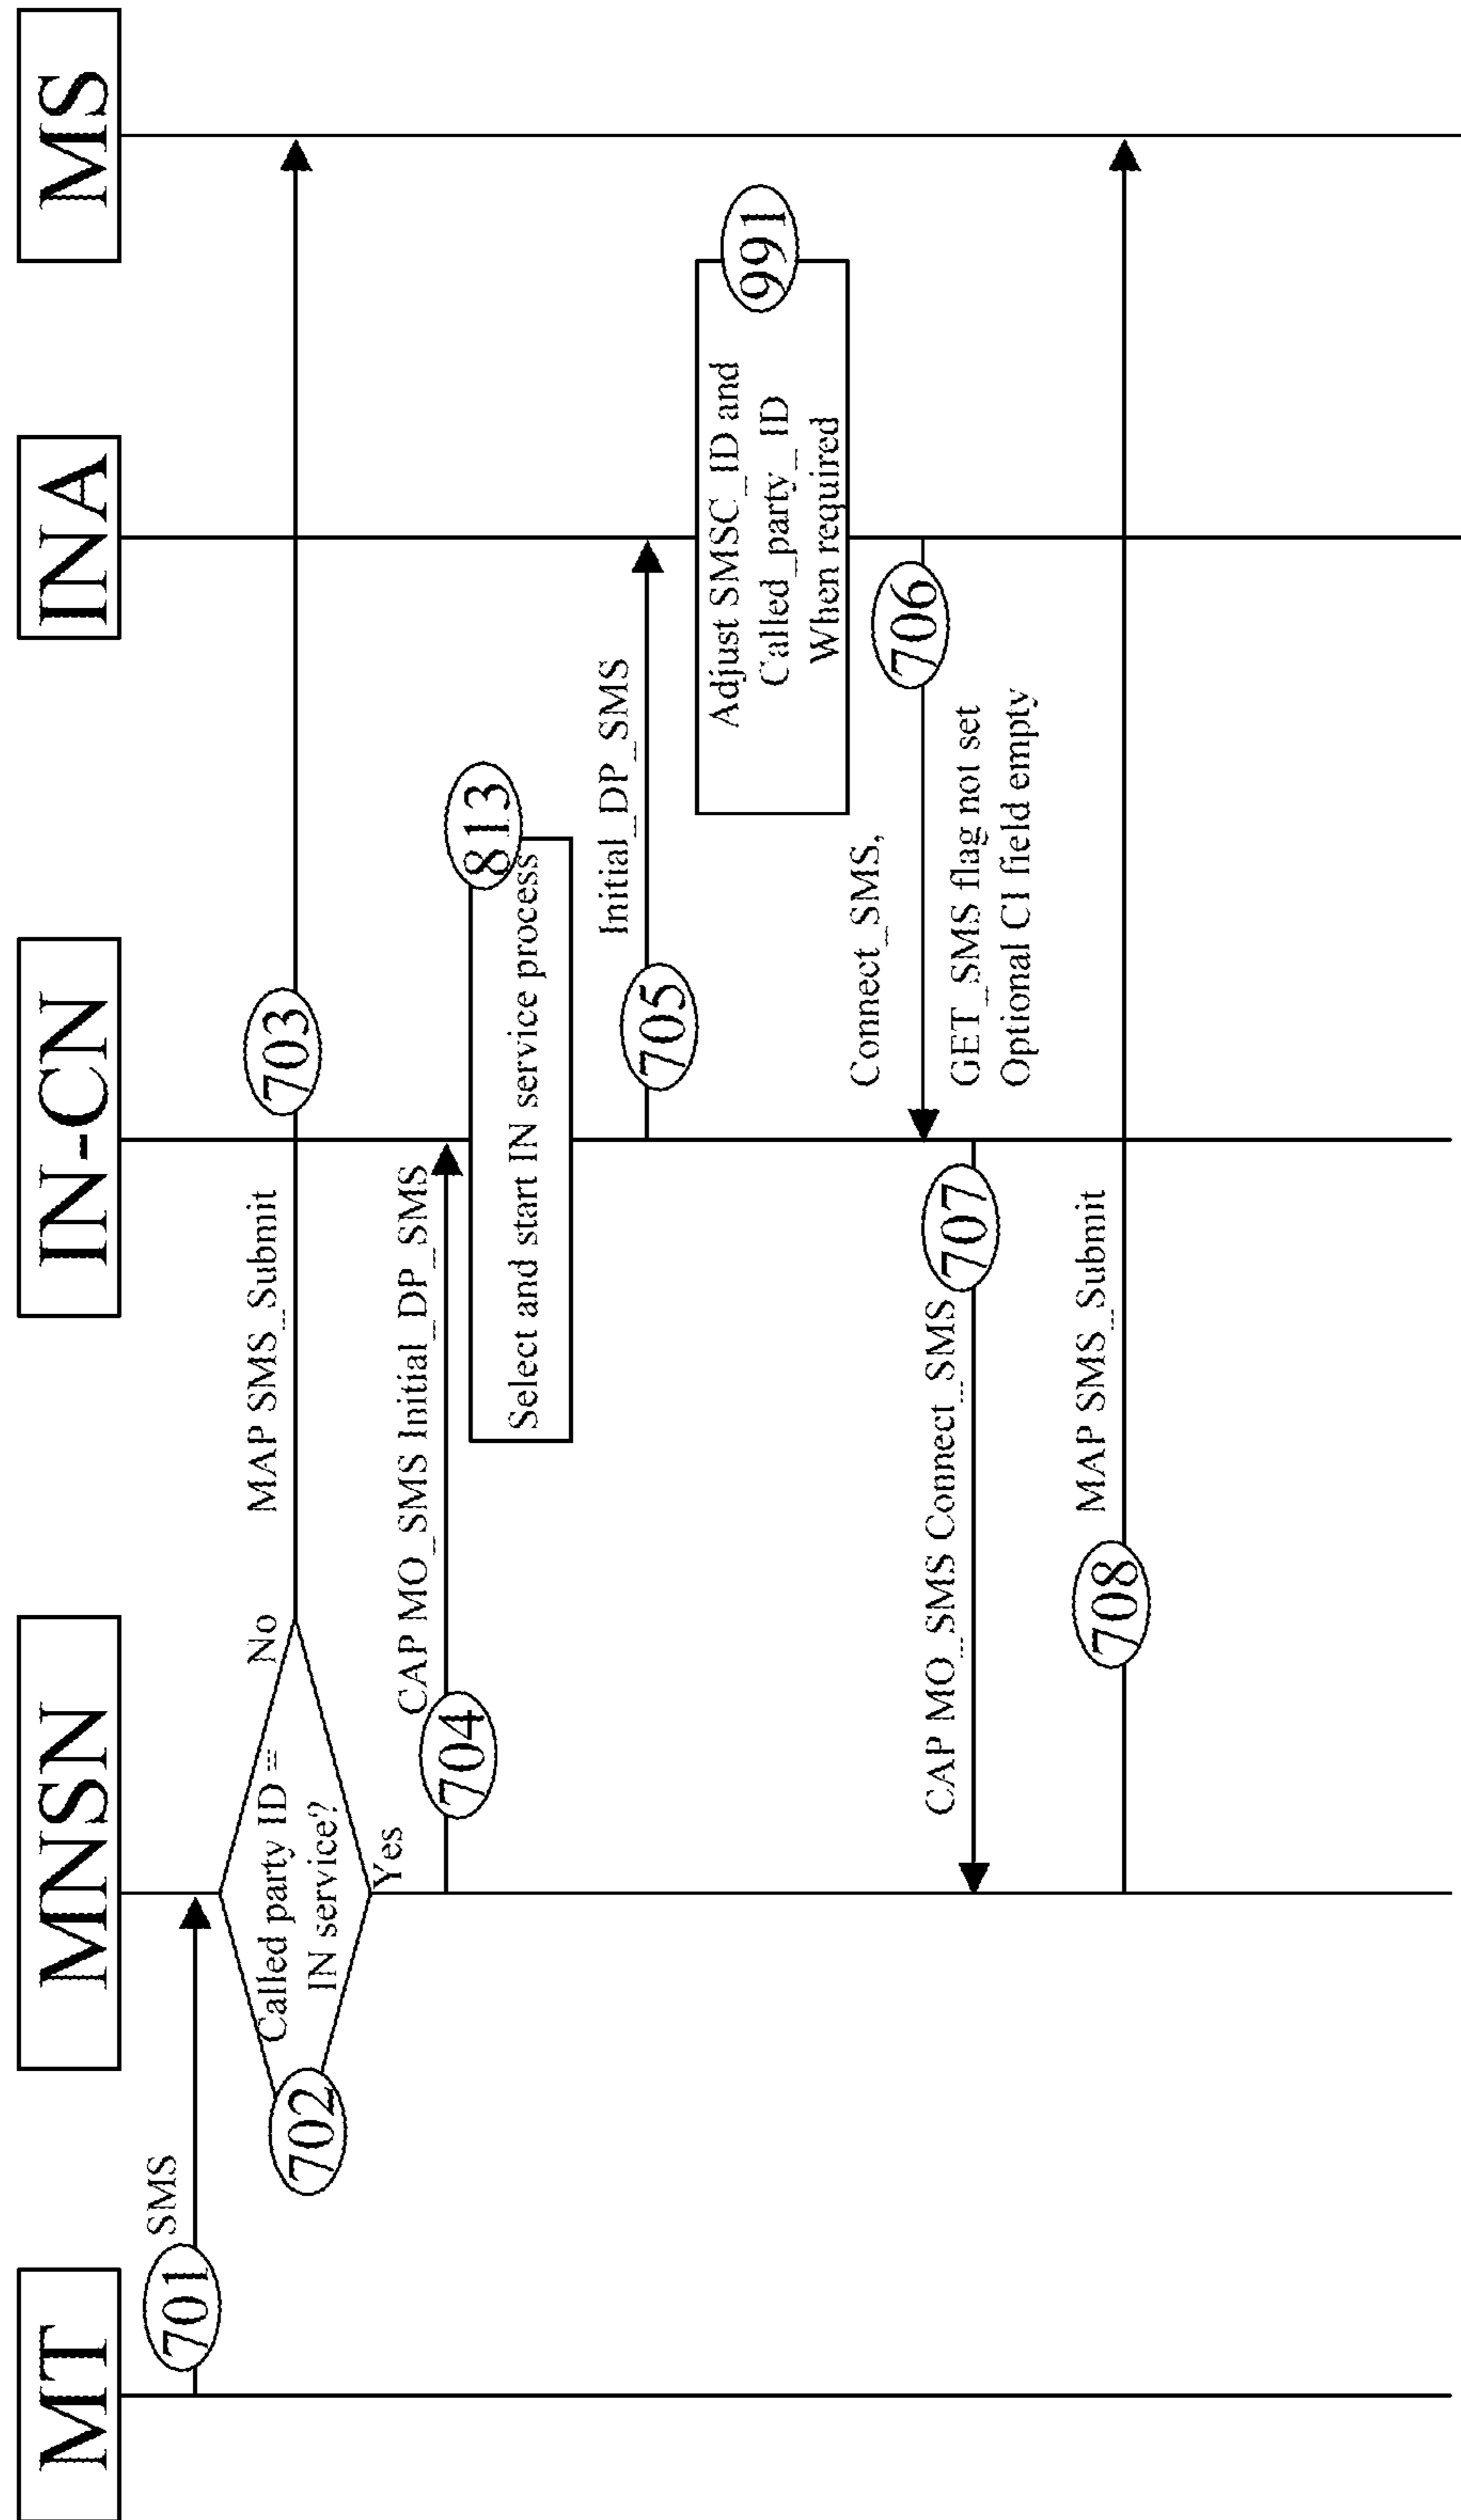 MT
MNSN
IN-CN
INA
MS
SMS
701
702
Called party ID =
IN service?
No
Yes
MAP SMS_Submit
703
CAP MO_SMS Initial_DP_SMS
704
813
Select and start IN service process
Initial_DP_SMS
705
991
Adjust SMSC_ID and
Called_party_ID
When required
Connect_SMS,
706
GET_SMS flag not set
Optional CI field empty
CAP MO_SMS Connect_SMS
707
MAP SMS_Submit
708